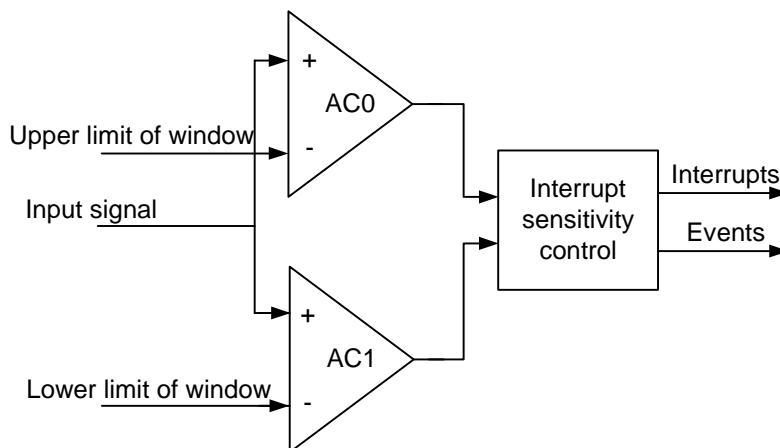 +
AC0
-
Upper limit of window
Input signal
Interrupt
sensitivity
control
Interrupts
Events
+
AC1
-
Lower limit of window